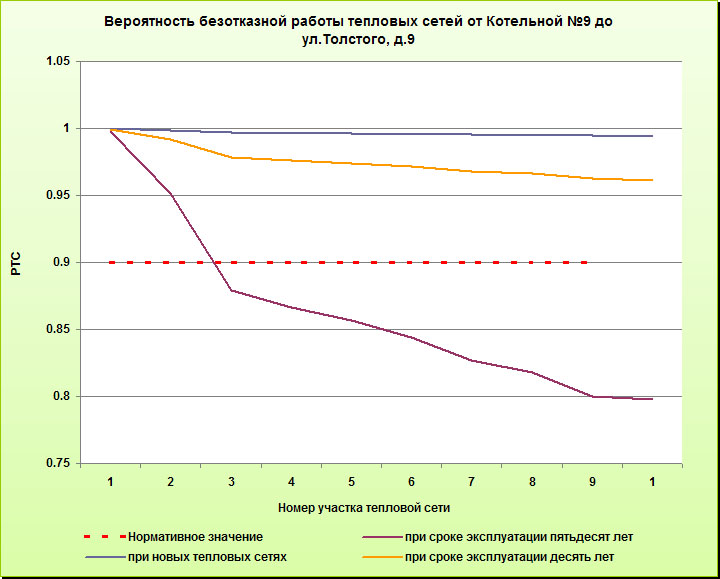 Вероятность безотказной работы тепловых сетей от Котельной №9 до
ул.Толстого, д.9
1.05
1
0.95
0.9
0.85
0.8
0.75
РТС
1 2 3 4 5 6 7 8 9 1
Номер участка тепловой сети
Нормативное значение
при сроке эксплуатации пятьдесят лет
при новых тепловых сетях
при сроке эксплуатации десять лет